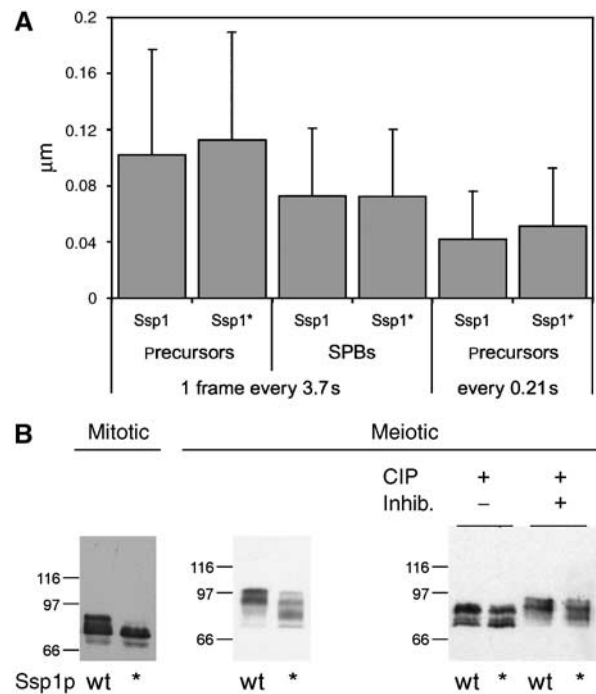 A
0.2
0.16
0.12
0.08
0.04
0
μm
Ssp1 Ssp1* Ssp1 Ssp1* Ssp1 Ssp1*
Precursors SPBs Precursors
1 frame every 3.7 s every 0.21 s
B
Mitotic Meiotic
CIP + +
Inhib. – +
116 116 116
97 97 97
66 66 66
Ssp1p wt * wt * wt * wt *